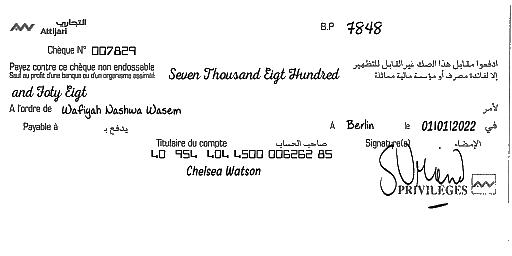 التجاري
Attijari
B.P 7848
Chèque N° 007829
Payez contre ce chèque non endossable
Sauf au profit d'une banque ou d'un organisme assimilé
Seven Thousand Eigt Hundred
ادفعوا مقابل هذا الصك غير القابل للتظهير
إلا لفائدة مصرف أو مؤسسة مالية مماثلة
and Foty Eigt
A l'ordre de Wafiyah Nashwa Wasem لأمر
Payable à يدفع بـ A Berlin le 01/01/2022 في
Titulaire du compte صاحب الحساب Signature(s) الإمضاء
40 954 404 4500 006262 85
Chelsea Watson
PRIVILÈGES